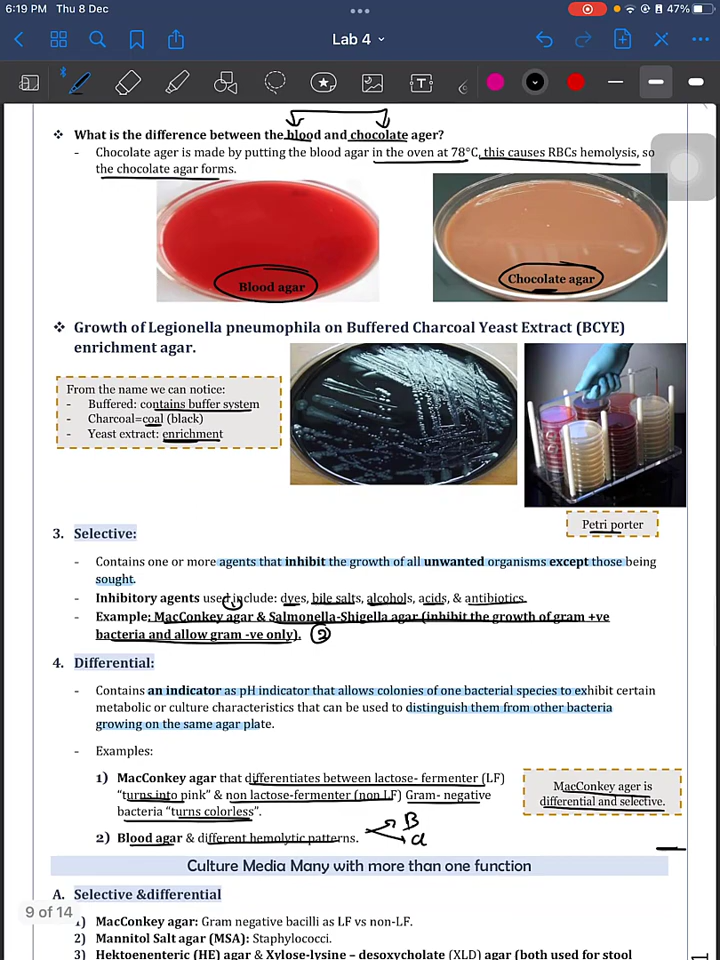 6:19 PM Thu 8 Dec
47%
Lab 4
❖ What is the difference between the blood and chocolate ager?
- Chocolate ager is made by putting the blood agar in the oven at 78°C, this causes RBCs hemolysis, so
the chocolate agar forms.
Blood agar
Chocolate agar
❖ Growth of Legionella pneumophila on Buffered Charcoal Yeast Extract (BCYE)
enrichment agar.
From the name we can notice:
- Buffered: contains buffer system
- Charcoal=coal (black)
- Yeast extract: enrichment
Petri porter
3. Selective:
- Contains one or more agents that inhibit the growth of all unwanted organisms except those being
sought.
- Inhibitory agents used include: dyes, bile salts, alcohols, acids, & antibiotics.
①
- Example: MacConkey agar & Salmonella-Shigella agar (inhibit the growth of gram +ve
bacteria and allow gram -ve only). ②
4. Differential:
- Contains an indicator as pH indicator that allows colonies of one bacterial species to exhibit certain
metabolic or culture characteristics that can be used to distinguish them from other bacteria
growing on the same agar plate.
- Examples:
1) MacConkey agar that differentiates between lactose- fermenter (LF)
“turns into pink” & non lactose-fermenter (non LF) Gram- negative
bacteria “turns colorless”.
MacConkey ager is
differential and selective.
2) Blood agar & different hemolytic patterns.
B
α
Culture Media Many with more than one function
A. Selective &differential
9 of 14
1) MacConkey agar: Gram negative bacilli as LF vs non-LF.
2) Mannitol Salt agar (MSA): Staphylococci.
3) Hektoenteric (HE) agar & Xylose-lysine – desoxycholate (XLD) agar (both used for stool